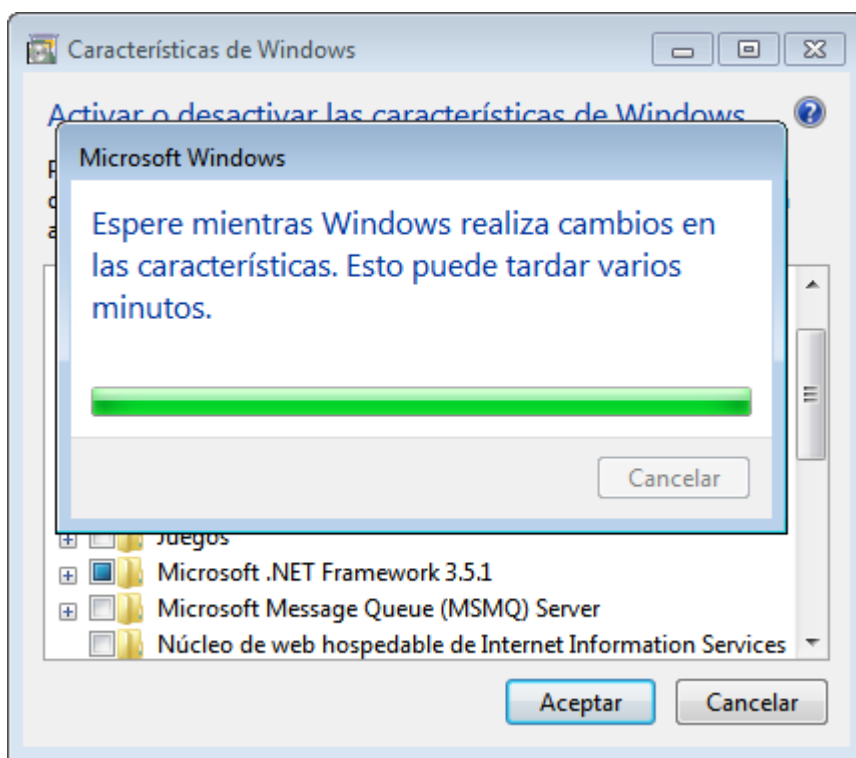 Características de Windows
Activar o desactivar las características de Windows
Microsoft Windows
Espere mientras Windows realiza cambios en
las características. Esto puede tardar varios
minutos.
Cancelar
Juegos
Microsoft .NET Framework 3.5.1
Microsoft Message Queue (MSMQ) Server
Núcleo de web hospedable de Internet Information Services
Aceptar
Cancelar